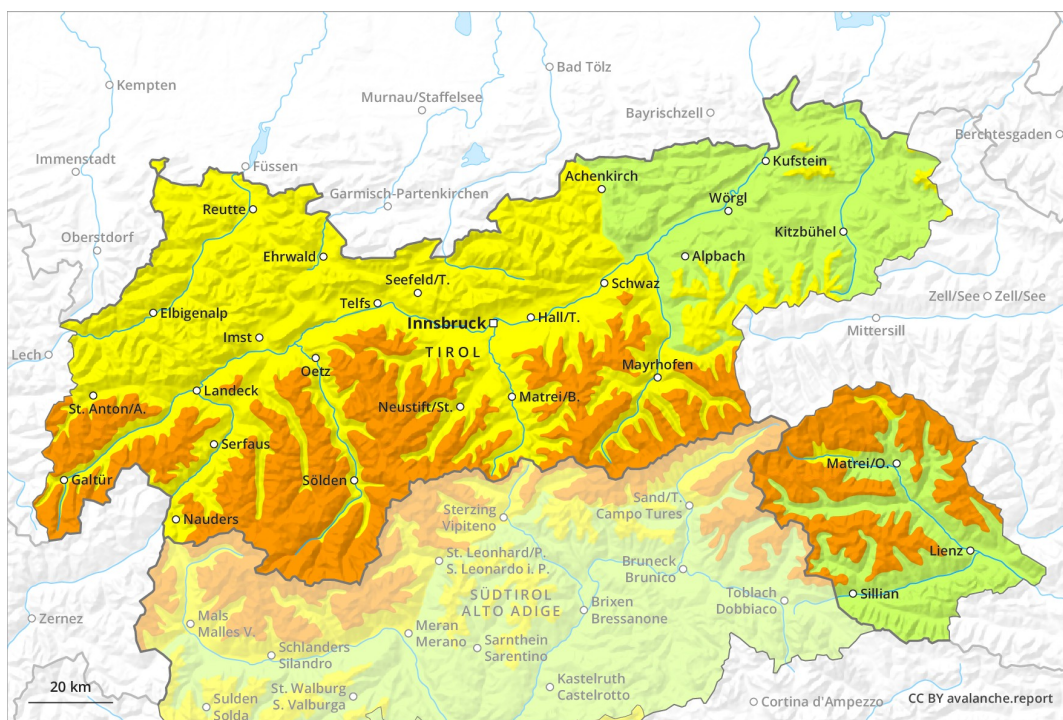 Kempten
Bad Tölz
Murnau/Staffelsee
Bayrischzell
Berchtesgaden
Immenstadt
Füssen
Kufstein
Achenkirch
Garmisch-Partenkirchen
Reutte
Wörgl
Oberstdorf
Kitzbühel
Ehrwald
Alpbach
Seefeld/T.
Schwaz
Telfs
Zell/See
Zell/See
Elbigenalp
Hall/T.
Innsbruck
Mittersill
Imst
Lech
TIROL
Oetz
Mayrhofen
Landeck
Matrei/B.
St. Anton/A.
Neustift/St.
Serfaus
Matrei/O.
Galtür
Sölden
Sand/T.
Campo Tures
Sterzing
Vipiteno
Nauders
St. Leonhard/P.
S. Leonardo i. P.
Lienz
Bruneck
Brunico
SÜDTIROL
ALTO ADIGE
Toblach
Dobbiaco
Sillian
Brixen
Bressanone
Zernez
Mals
Malles V.
Meran
Merano
Sarnthein
Sarentino
Schlanders
Silandro
Kastelruth
Castelrotto
20 km
St. Walburg
S. Valburga
Sulden
Solda
Cortina d'Ampezzo
CC BY avalanche.report